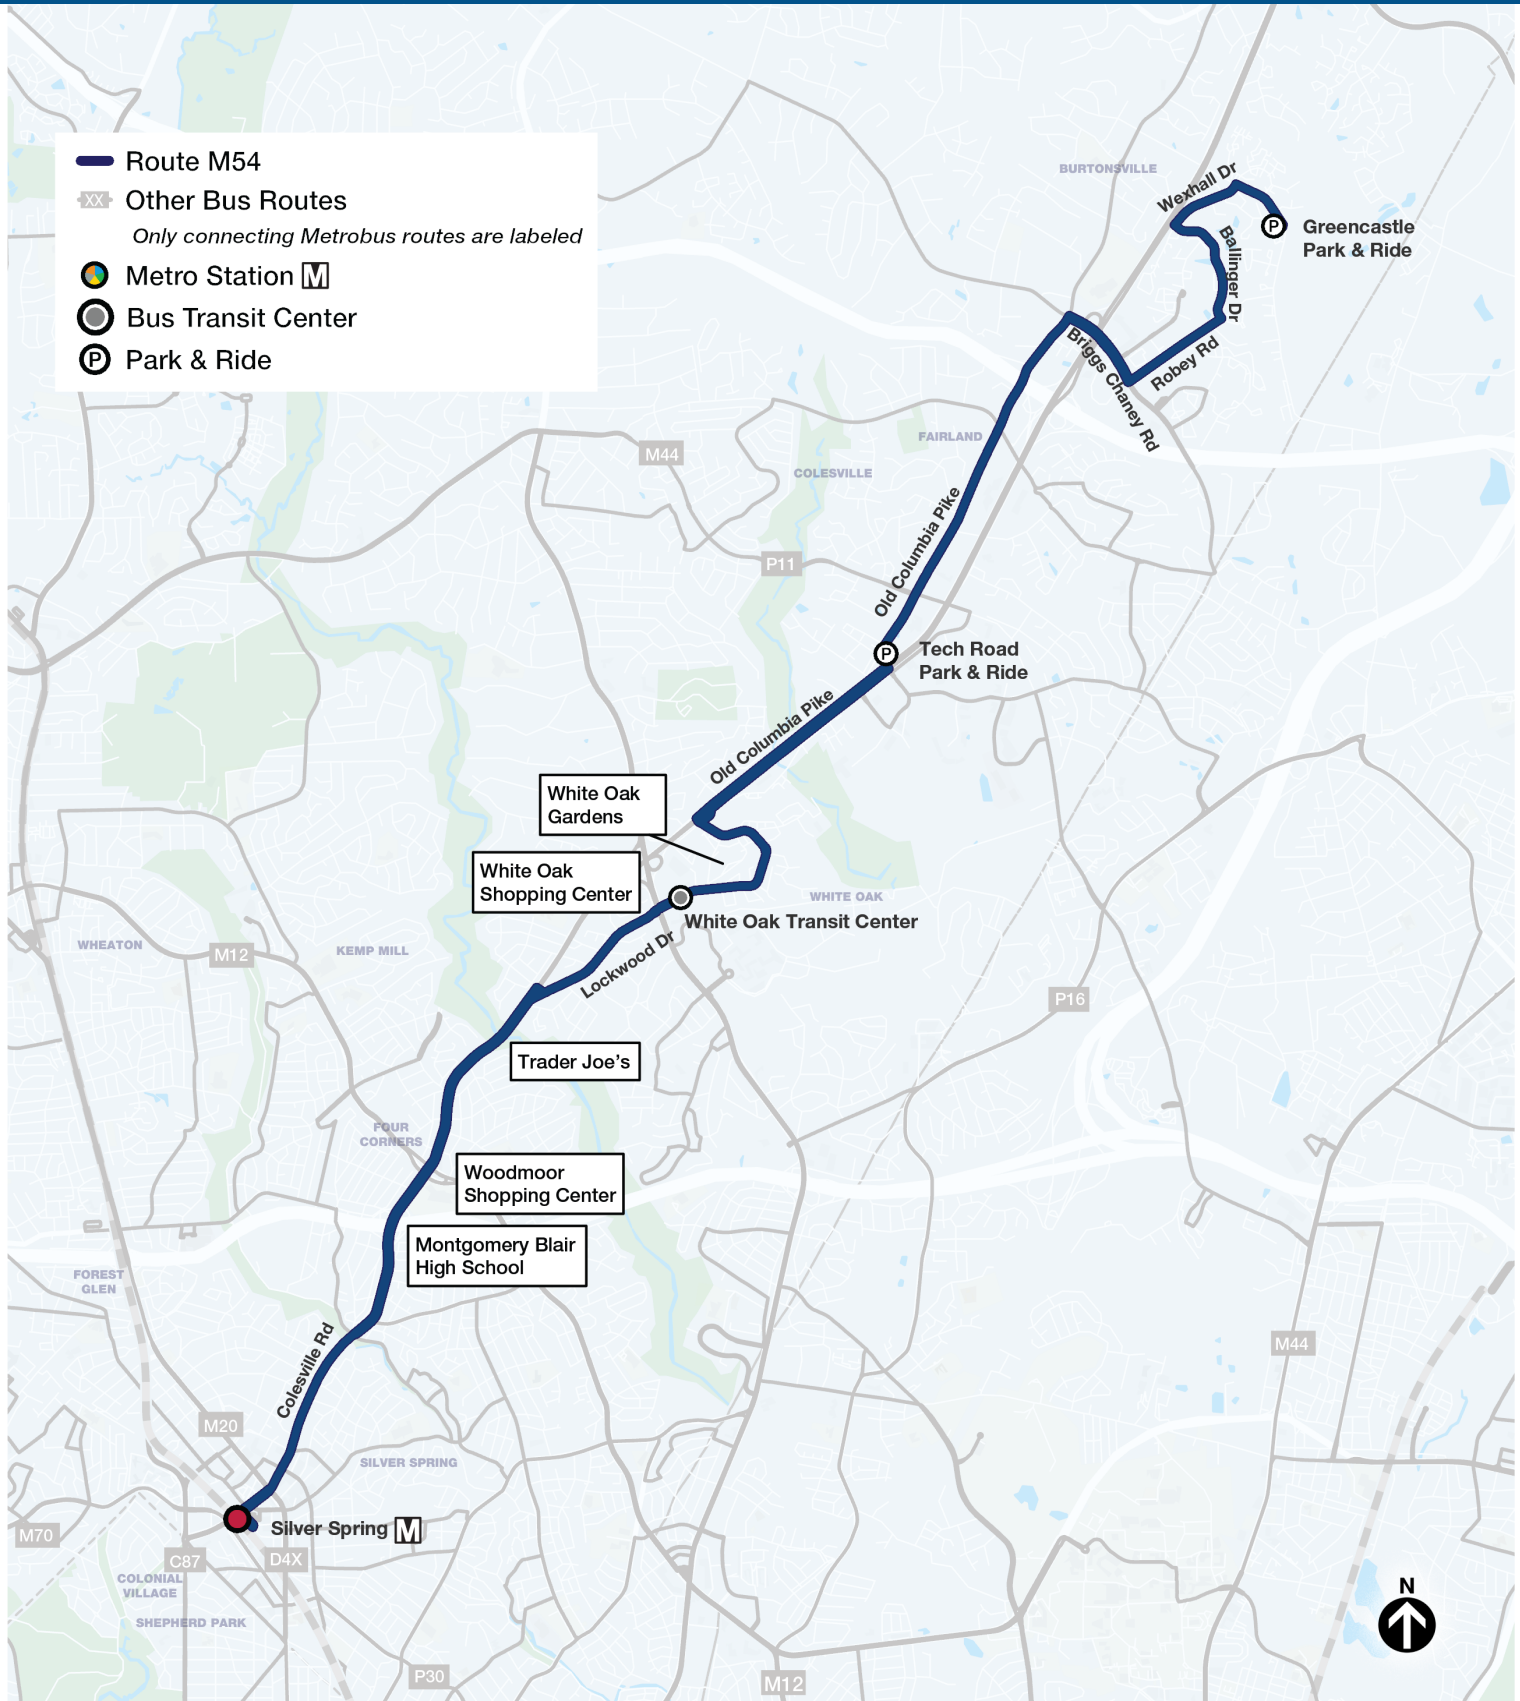 Route M54
XX Other Bus Routes
Only connecting Metrobus routes are labeled
Metro Station M
Bus Transit Center
P Park & Ride
BURTONSVILLE
Wexhall Dr
P
Greencastle
Park & Ride
Ballinger Dr
Briggs Chaney Rd
Robey Rd
FAIRLAND
M44
COLESVILLE
Old Columbia Pike
P11
P
Tech Road
Park & Ride
Old Columbia Pike
White Oak
Gardens
White Oak
Shopping Center
WHITE OAK
White Oak Transit Center
WHEATON
M12
KEMP MILL
Lockwood Dr
P16
Trader Joe's
FOUR
CORNERS
Woodmoor
Shopping Center
Montgomery Blair
High School
FOREST
GLEN
Colesville Rd
M44
M20
SILVER SPRING
Silver Spring M
M70
C87
D4X
COLONIAL
VILLAGE
SHEPHERD PARK
N
P30
M12